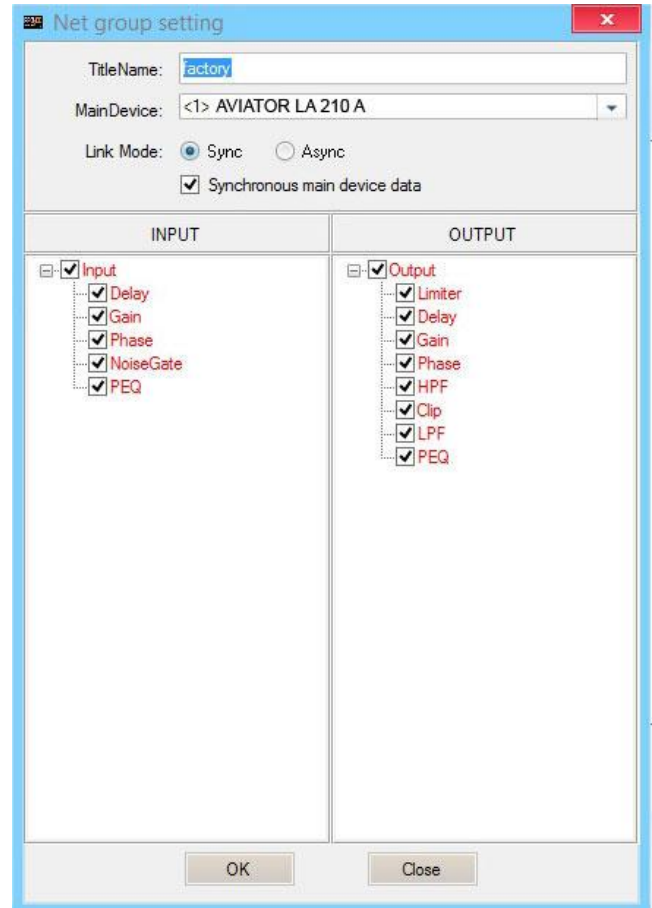 Net group setting
TitleName: factory
MainDevice: <1> AVIATOR LA 210 A
Link Mode: Sync Async
Synchronous main device data
INPUT OUTPUT
Input
Delay
Gain
Phase
NoiseGate
PEQ
Output
Limiter
Delay
Gain
Phase
HPF
Clip
LPF
PEQ
OK Close